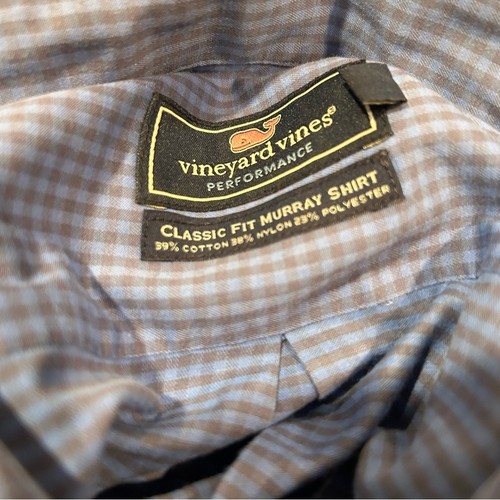 vineyard vines®
PERFORMANCE
CLASSIC FIT MURRAY SHIRT
39% COTTON 38% NYLON 23% POLYESTER